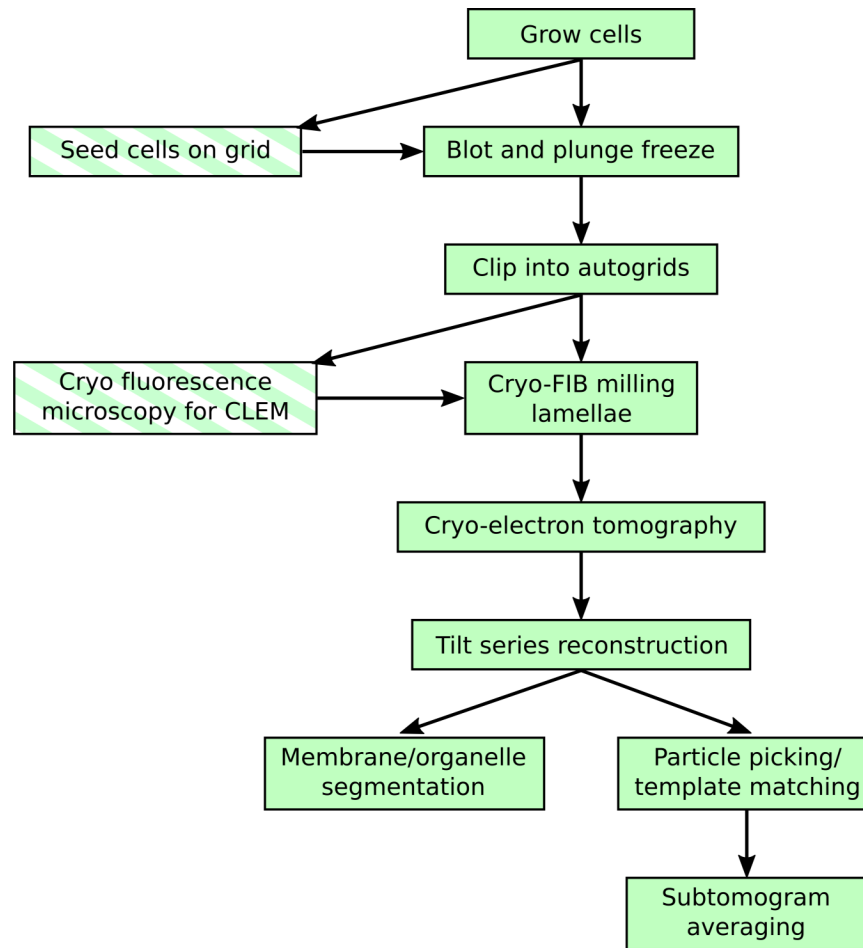 Grow cells
Seed cells on grid
Blot and plunge freeze
Clip into autogrids
Cryo fluorescence
microscopy for CLEM
Cryo-FIB milling
lamellae
Cryo-electron tomography
Tilt series reconstruction
Membrane/organelle
segmentation
Particle picking/
template matching
Subtomogram
averaging